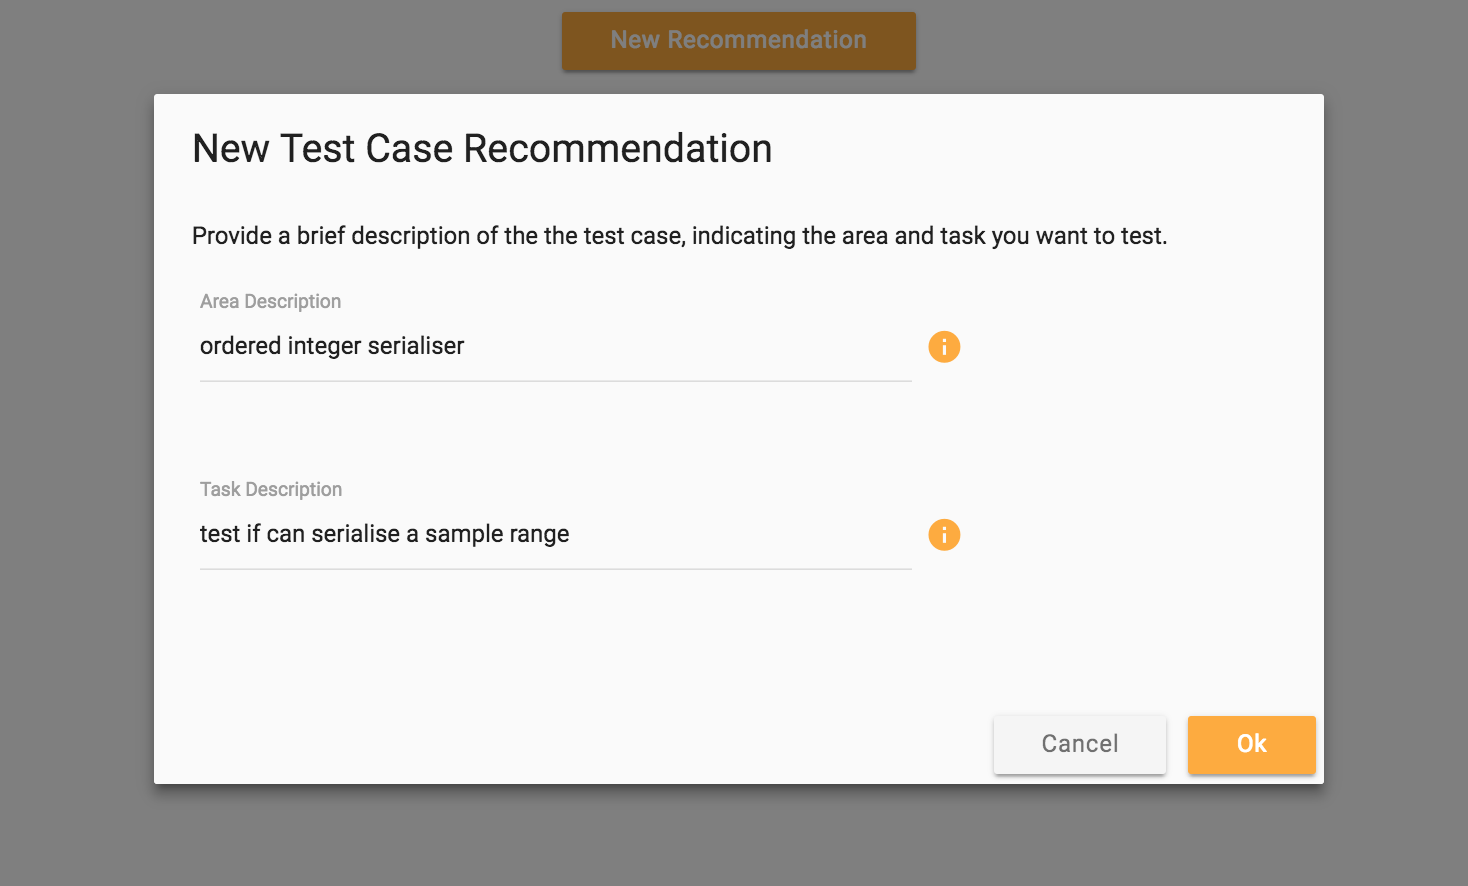 New Recommendation
New Test Case Recommendation
Provide a brief description of the the test case, indicating the area and task you want to test.
Area Description
ordered integer serialiser
Task Description
test if can serialise a sample range
Cancel
Ok